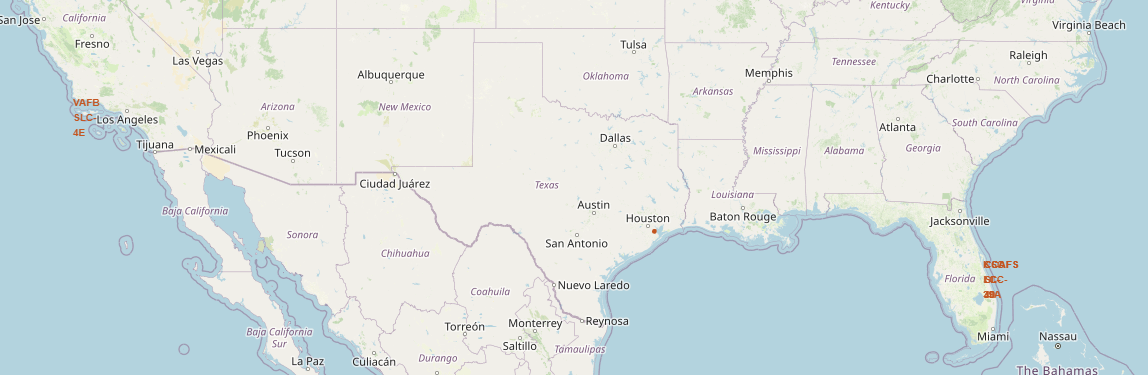 San Jose
California
Fresno
Las Vegas
VAFB
SLC-
4E
Los Angeles
Tijuana
Mexicali
Arizona
Phoenix
Tucson
Albuquerque
New Mexico
Ciudad Juárez
Baja California
Sonora
Chihuahua
Coahuila
Baja California
Sur
La Paz
Culiacán
Durango
Torreón
Monterrey
Saltillo
Tamaulipas
Reynosa
Nuevo Laredo
San Antonio
Austin
Houston
Texas
Dallas
Oklahoma
Tulsa
Arkansas
Memphis
Louisiana
Baton Rouge
Mississippi
Alabama
Tennessee
Kentucky
Virginia
Virginia Beach
Raleigh
Charlotte
North Carolina
South Carolina
Atlanta
Georgia
Jacksonville
Florida
Miami
Nassau
The Bahamas